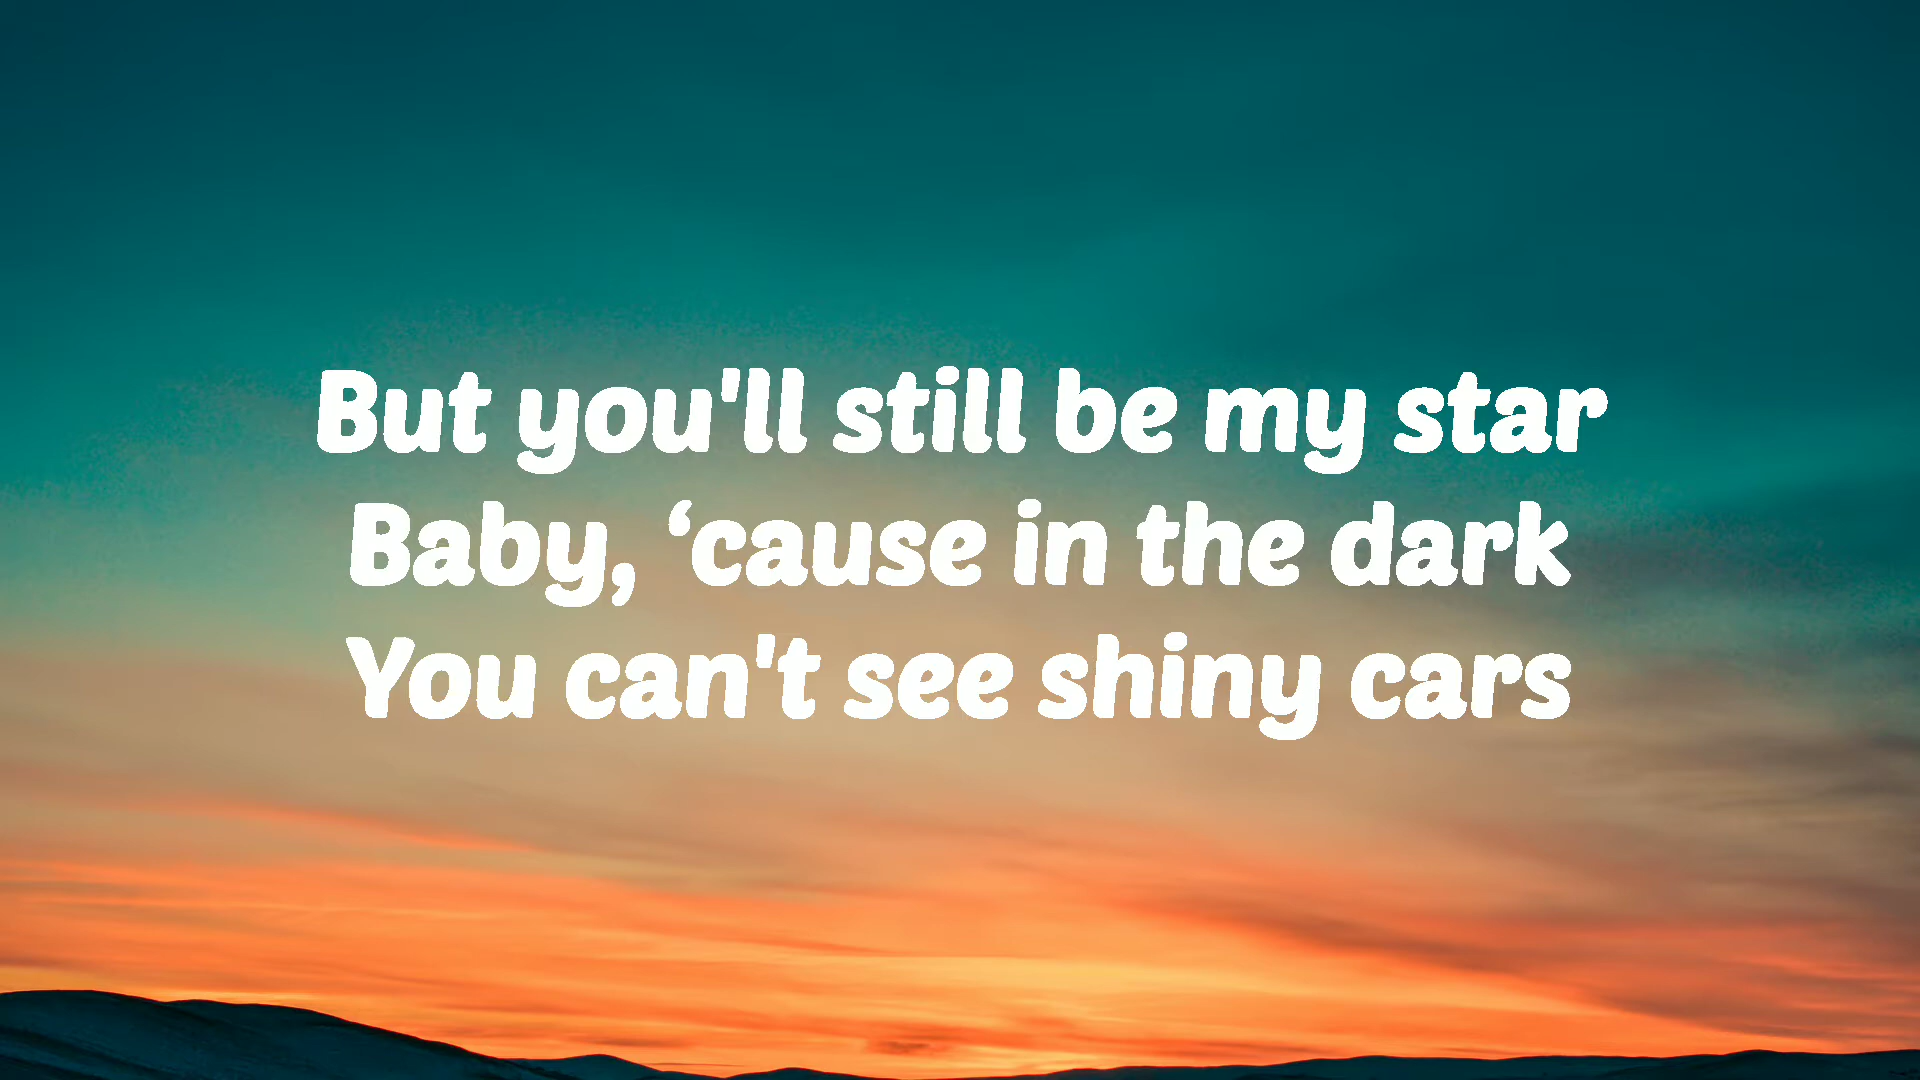 But you'll still be my star
Baby, ‘cause in the dark
You can't see shiny cars